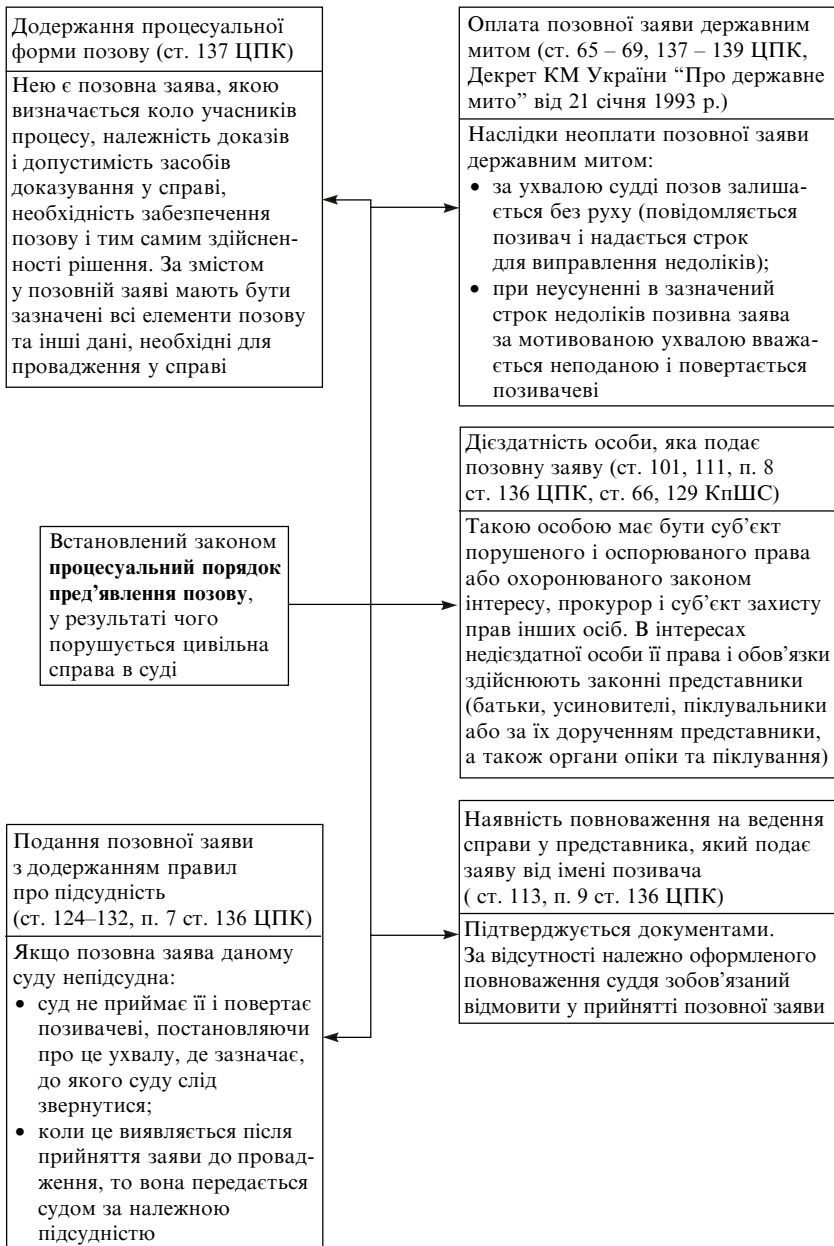 Додержання процесуальної
форми позову (ст. 137 ЦПК)
Нею є позовна заява, якою
визначається коло учасників
процесу, належність доказів
і допустимість засобів
доказування у справі,
необхідність забезпечення
позову і тим самим здійснен-
ності рішення. За змістом
у позовній заяві мають бути
зазначені всі елементи позову
та інші дані, необхідні для
провадження у справі
Оплата позовної заяви державним
митом (ст. 65 – 69, 137 – 139 ЦПК,
Декрет КМ України “Про державне
мито” від 21 січня 1993 р.)
Наслідки неоплати позовної заяви
державним митом:
• за ухвалою судді позов залиша-
ється без руху (повідомляється
позивач і надається строк
для виправлення недоліків);
• при неусуненні в зазначений
строк недоліків позивна заява
за мотивованою ухвалою вважа-
ється неподаною і повертається
позивачеві
Дієздатність особи, яка подає
позовну заяву (ст. 101, 111, п. 8
ст. 136 ЦПК, ст. 66, 129 КпШС)
Такою особою має бути суб’єкт
порушеного і оспорюваного права
або охоронюваного законом
інтересу, прокурор і суб’єкт захисту
прав інших осіб. В інтересах
недієздатної особи її права і обов’язки
здійснюють законні представники
(батьки, усиновителі, піклувальники
або за їх дорученням представники,
а також органи опіки та піклування)
Встановлений законом
процесуальний порядок
пред’явлення позову,
у результаті чого
порушується цивільна
справа в суді
Подання позовної заяви
з додержанням правил
про підсудність
(ст. 124–132, п. 7 ст. 136 ЦПК)
Якщо позовна заява даному
суду непідсудна:
• суд не приймає її і повертає
позивачеві, постановляючи
про це ухвалу, де зазначає,
до якого суду слід
звернутися;
• коли це виявляється після
прийняття заяви до провад-
ження, то вона передається
судом за належною
підсудністю
Наявність повноваження на ведення
справи у представника, який подає
заяву від імені позивача
( ст. 113, п. 9 ст. 136 ЦПК)
Підтверджується документами.
За відсутності належно оформленого
повноваження суддя зобов’язаний
відмовити у прийнятті позовної заяви